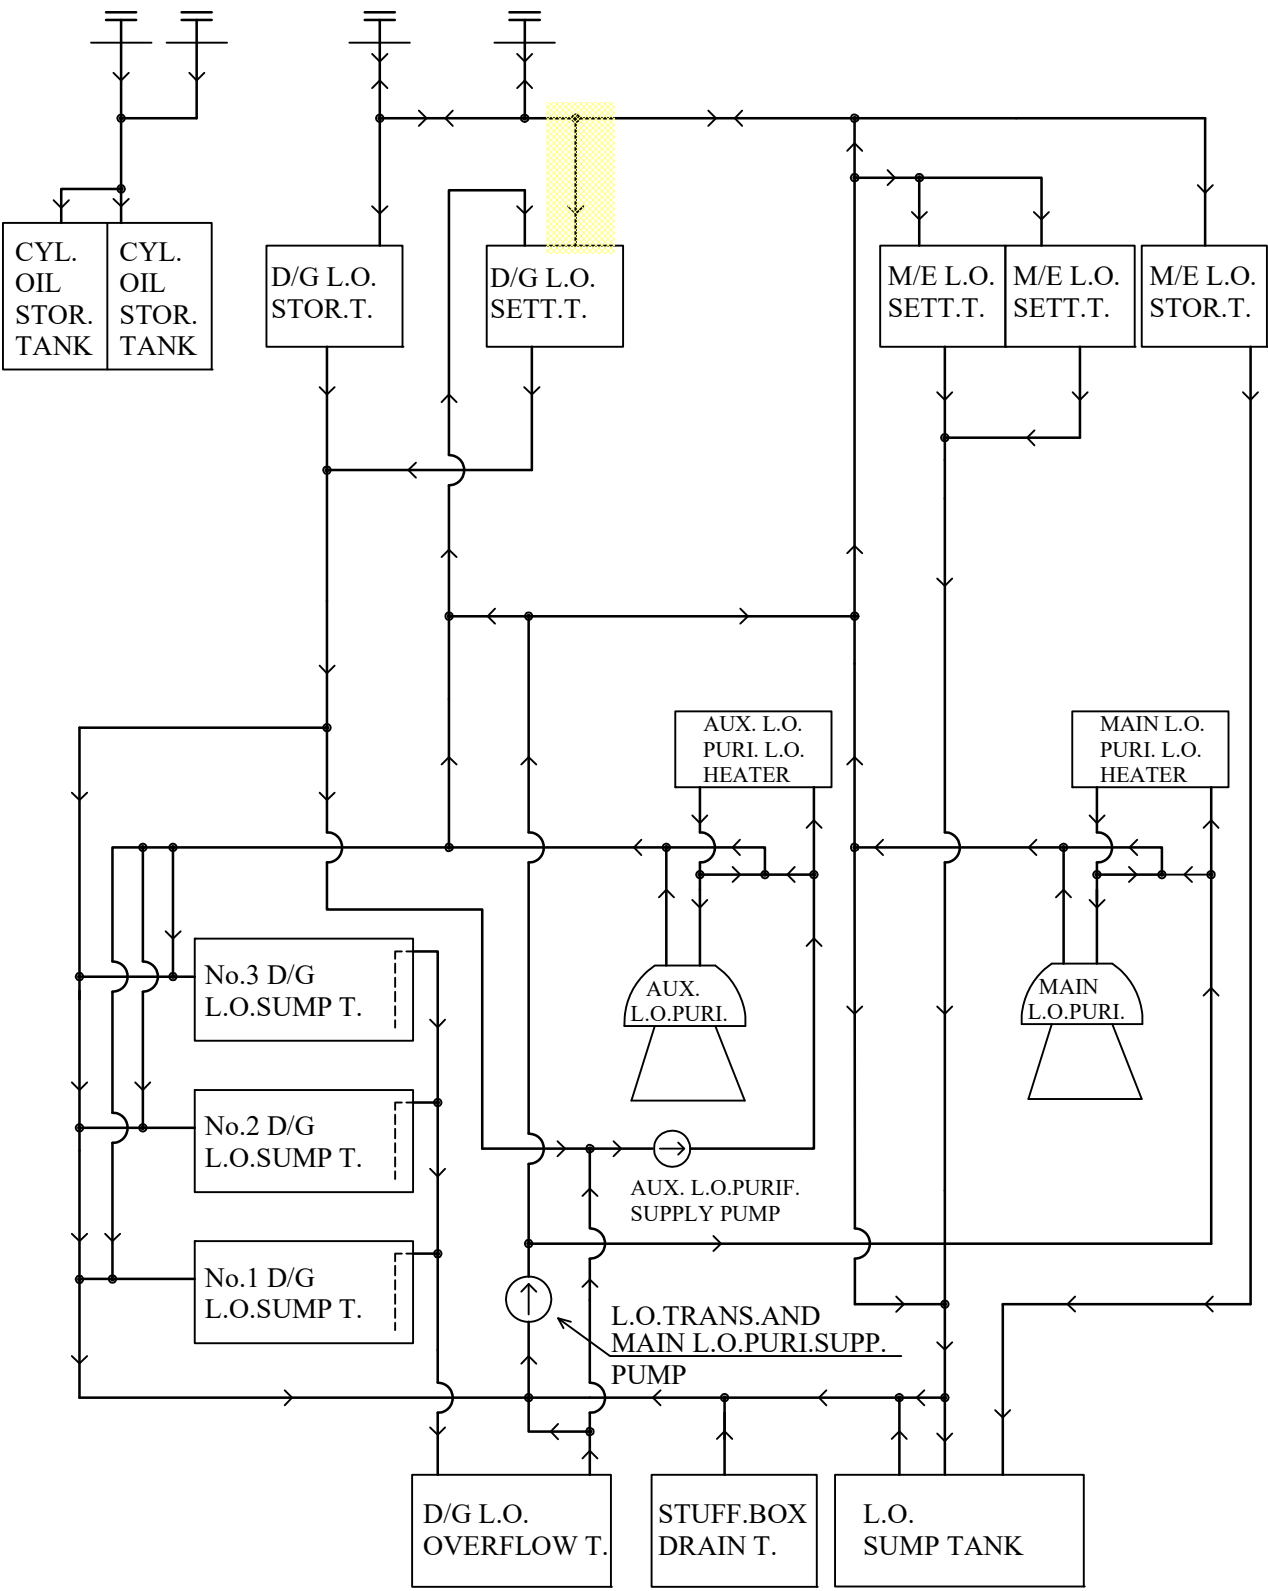 CYL.
OIL
STOR.
TANK
CYL.
OIL
STOR.
TANK
D/G L.O.
STOR.T.
D/G L.O.
SETT.T.
M/E L.O.
SETT.T.
M/E L.O.
SETT.T.
M/E L.O.
STOR.T.
AUX. L.O.
PURI. L.O.
HEATER
MAIN L.O.
PURI. L.O.
HEATER
No.3 D/G
L.O.SUMP T.
AUX.
L.O.PURI.
MAIN
L.O.PURI.
No.2 D/G
L.O.SUMP T.
AUX. L.O.PURIF.
SUPPLY PUMP
No.1 D/G
L.O.SUMP T.
L.O.TRANS.AND
MAIN L.O.PURI.SUPP.
PUMP
D/G L.O.
OVERFLOW T.
STUFF.BOX
DRAIN T.
L.O.
SUMP TANK